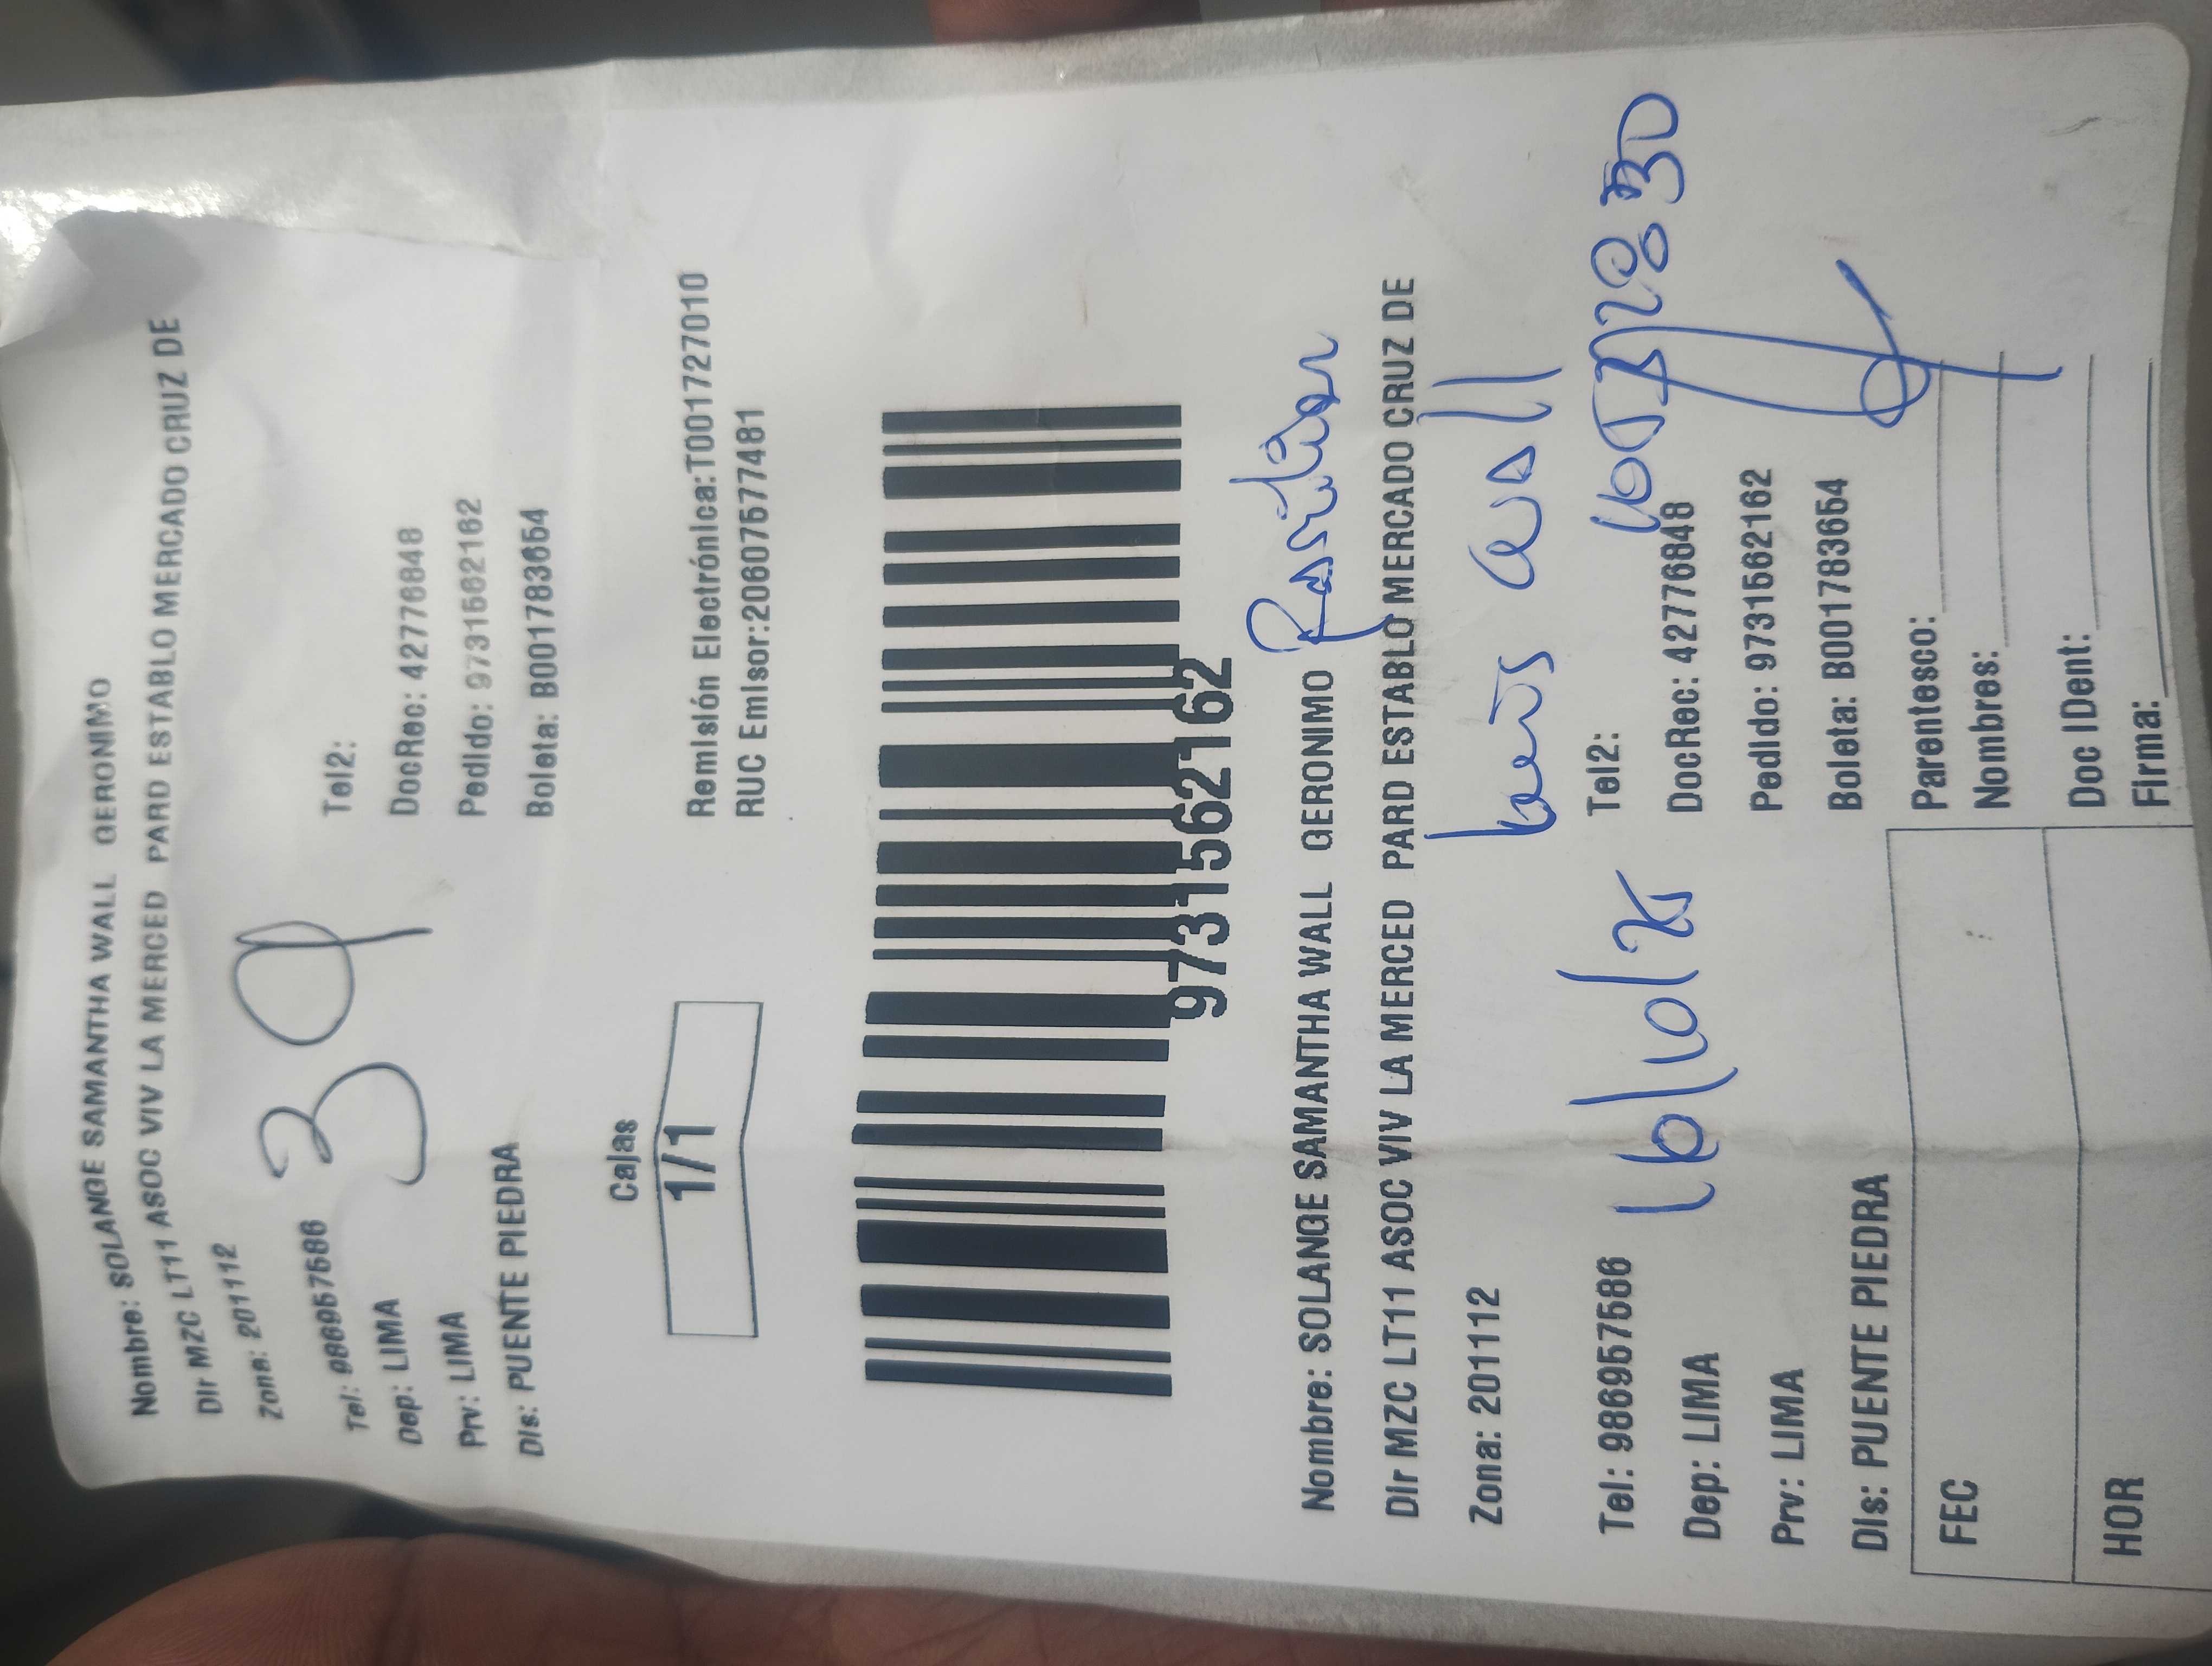 Nombre: SOLANGE SAMANTHA WALL GERONIMO
Dir MZC LT11 ASOC VIV LA MERCED PARD ESTABLO MERCADO CRUZ DE
Zona: 201112
39
Tel: 986957586 Tel2:
Dep: LIMA DocRec: 42776848
Prv: LIMA Pedido: 9731562162
Dis: PUENTE PIEDRA Boleta: B001783654
Cajas
1/1
Remisión Electrónica:T001727010
RUC Emisor:20607577481
9731562162
Nombre: SOLANGE SAMANTHA WALL GERONIMO
Dir MZC LT11 ASOC VIV LA MERCED PARD ESTABLO MERCADO CRUZ DE
Zona: 201112
Tel: 986957586 Tel2:
Dep: LIMA DocRec: 42776848
Prv: LIMA Pedido: 9731562162
Dis: PUENTE PIEDRA Boleta: B001783654
FEC Parentesco:
Nombres:
HOR Doc IDent:
Firma: